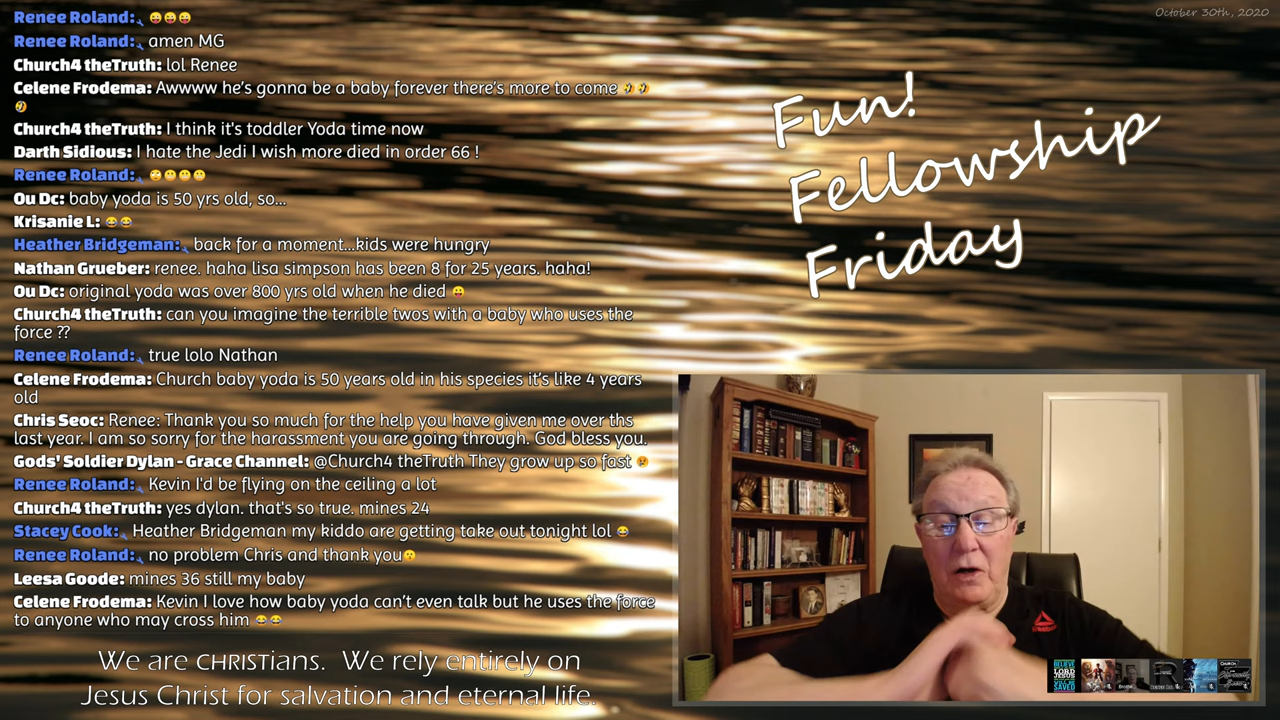 Renee Roland: 😜😜😜
Renee Roland: amen MG
Church4 theTruth: lol Renee
Celene Frodema: Awwww he's gonna be a baby forever there's more to come 🤣🤣
🤣
Church4 theTruth: I think it's toddler Yoda time now
Darth Sidious: I hate the Jedi I wish more died in order 66 !
Renee Roland: 🙄😬😬😬
Ou Dc: baby yoda is 50 yrs old, so...
Krisanie L: 😂😂
Heather Bridgeman: back for a moment...kids were hungry
Nathan Grueber: renee. haha lisa simpson has been 8 for 25 years. haha!
Ou Dc: original yoda was over 800 yrs old when he died 😛
Church4 theTruth: can you imagine the terrible twos with a baby who uses the
force ??
Renee Roland: true lolo Nathan
Celene Frodema: Church baby yoda is 50 years old in his species it's like 4 years
old
Chris Seoc: Renee: Thank you so much for the help you have given me over ths
last year. I am so sorry for the harassment you are going through. God bless you.
Gods' Soldier Dylan - Grace Channel: @Church4 theTruth They grow up so fast 😢
Renee Roland: Kevin I'd be flying on the ceiling a lot
Church4 theTruth: yes dylan. that's so true. mines 24
Stacey Cook: Heather Bridgeman my kiddo are getting take out tonight lol 😂
Renee Roland: no problem Chris and thank you😗
Leesa Goode: mines 36 still my baby
Celene Frodema: Kevin I love how baby yoda can't even talk but he uses the force
to anyone who may cross him 😂😂
We are CHRISTians. We rely entirely on
Jesus Christ for salvation and eternal life.
October 30th, 2020
Fun!
Fellowship
Friday
BELIEVE
LORD
JESUS
SAVED